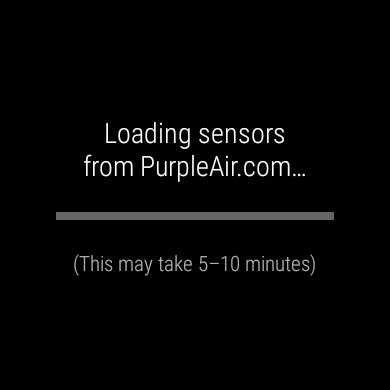 Loading sensors
from PurpleAir.com…
(This may take 5–10 minutes)